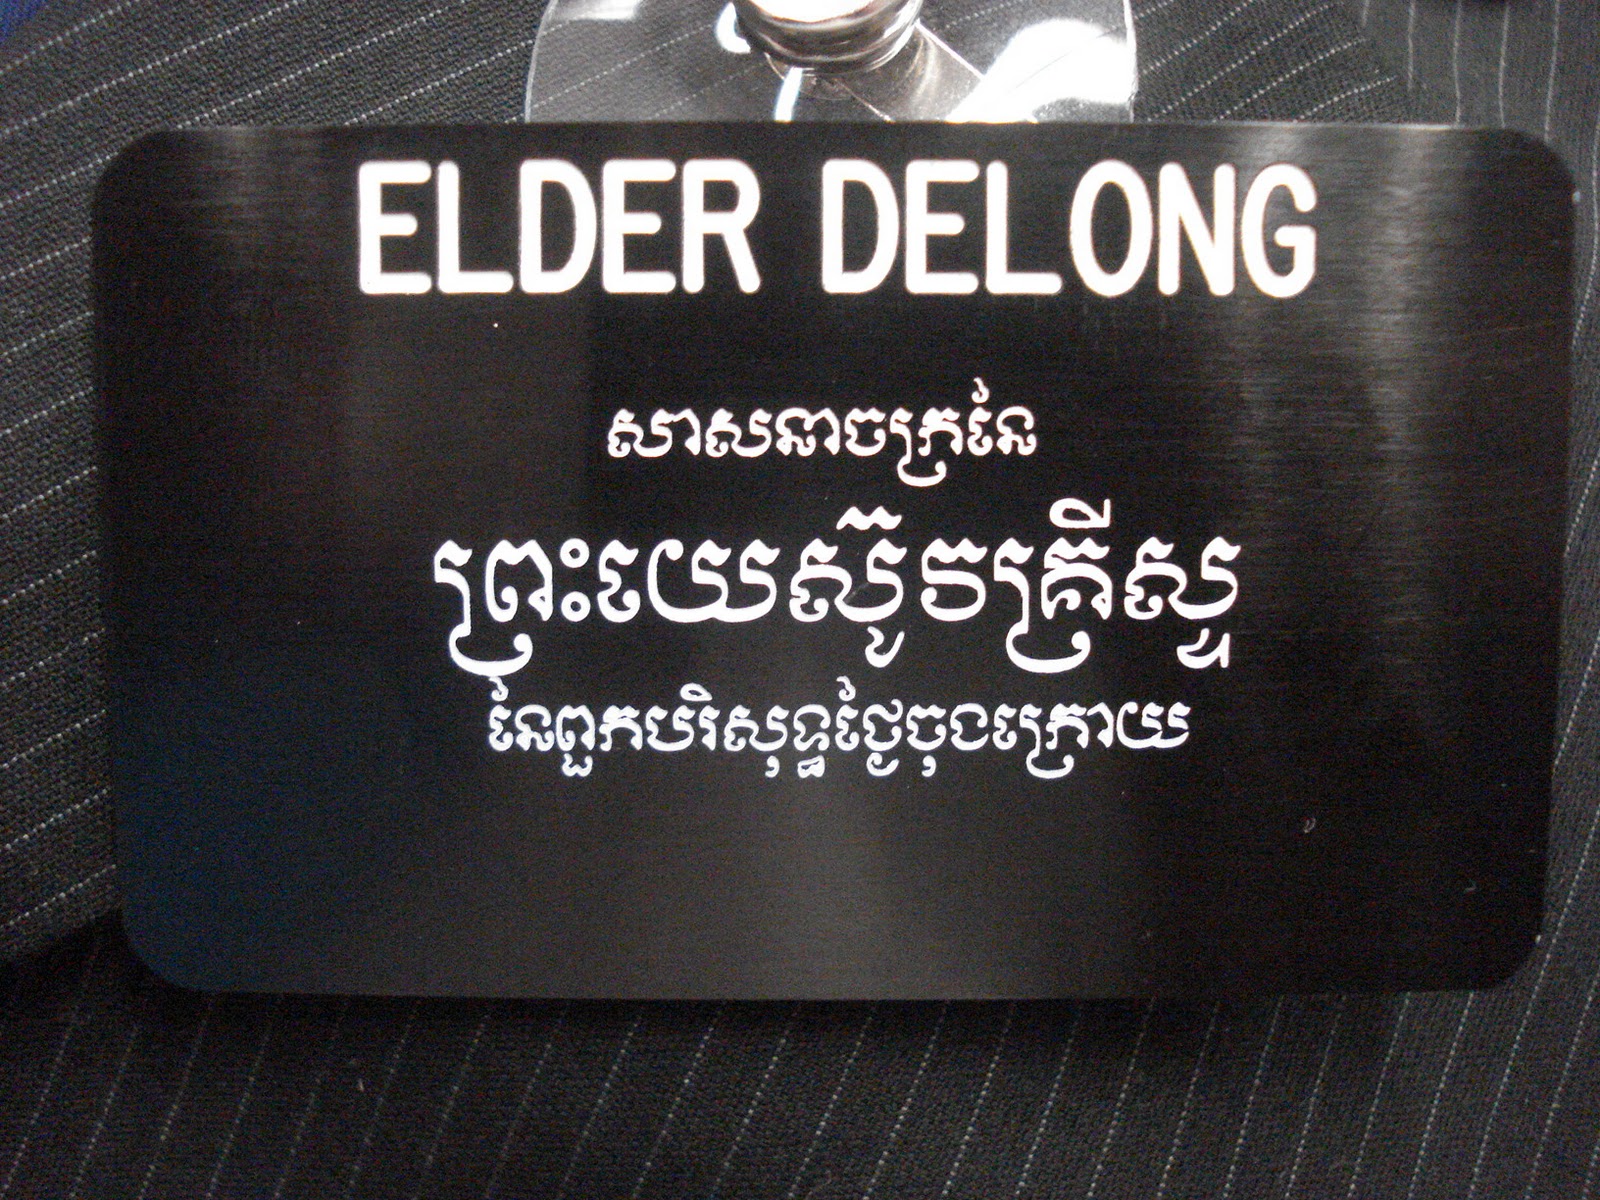 ELDER DELONG
សាសនាចក្រនៃ
ព្រះយេស៊ូវគ្រីស្ទ
នៃពួកបរិសុទ្ធថ្ងៃចុងក្រោយ